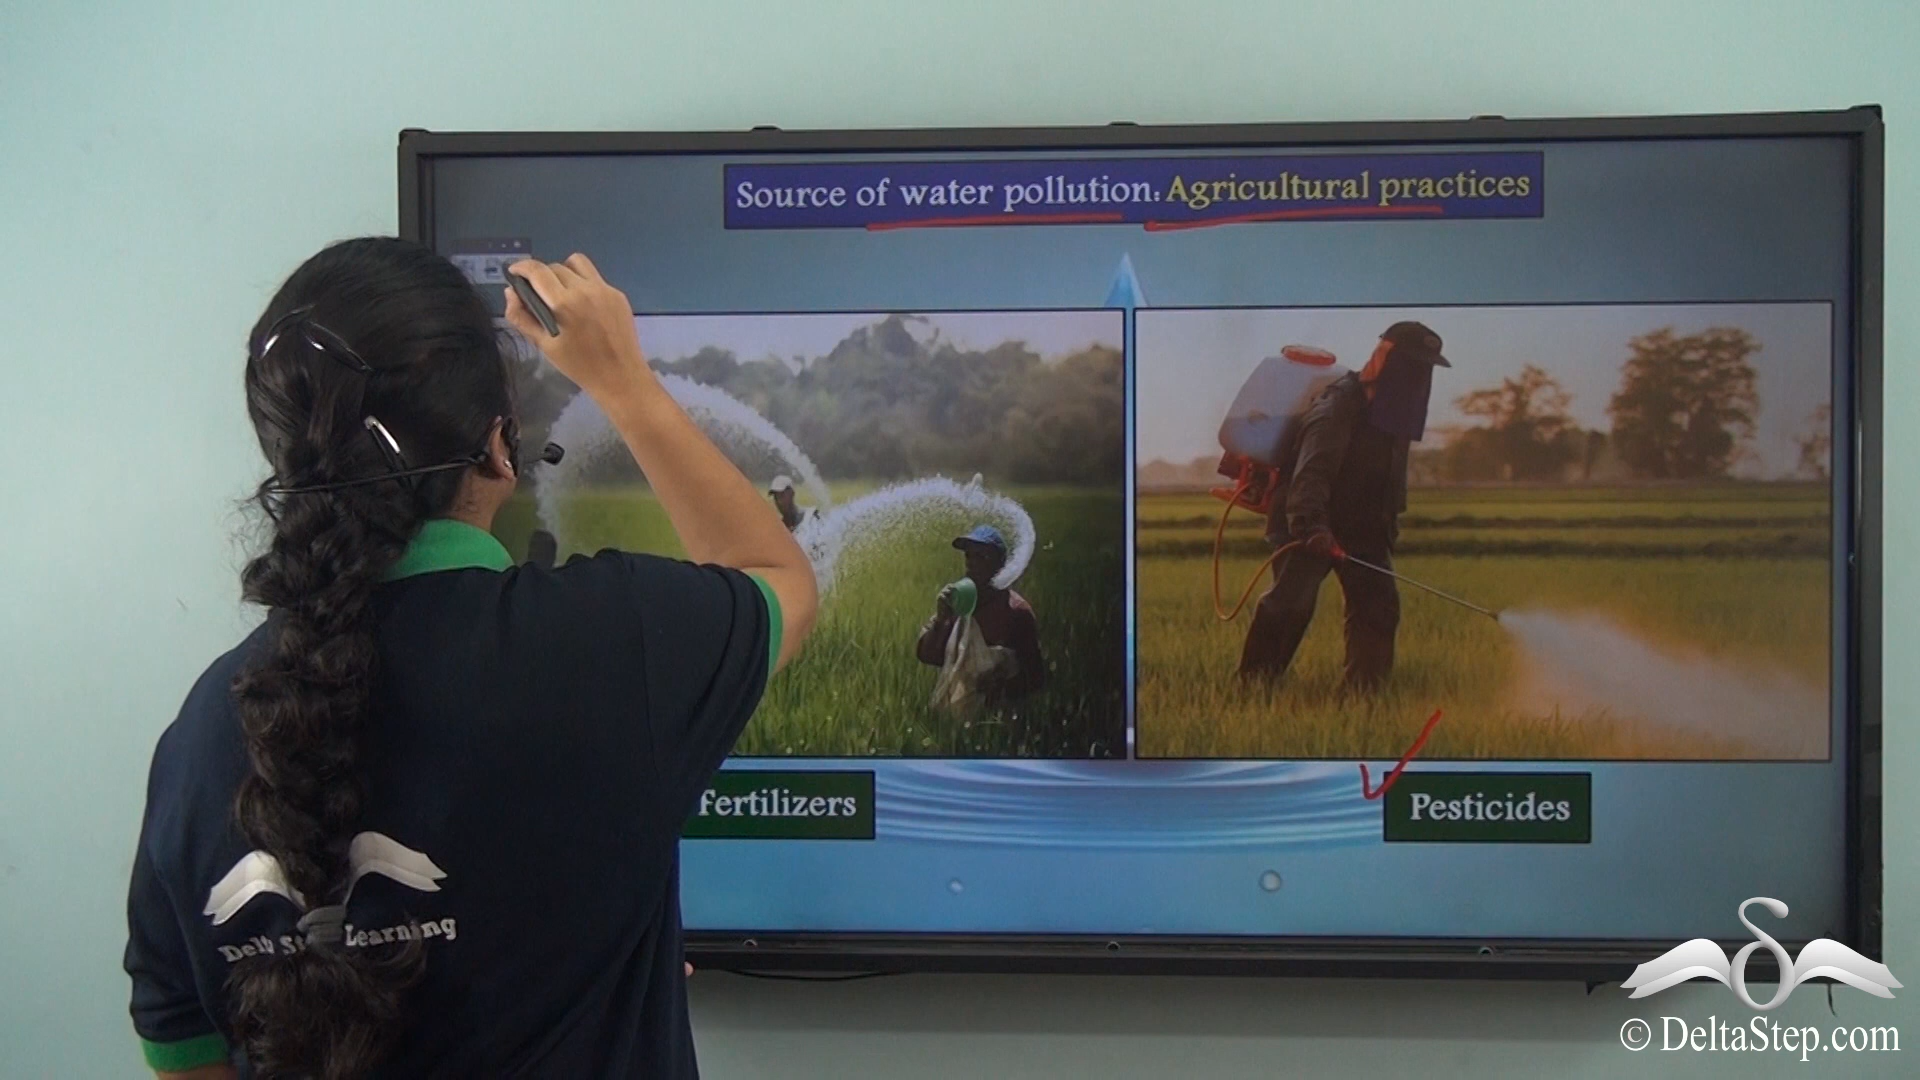 Source of water pollution: Agricultural practices
Fertilizers
Pesticides
Learning
© DeltaStep.com